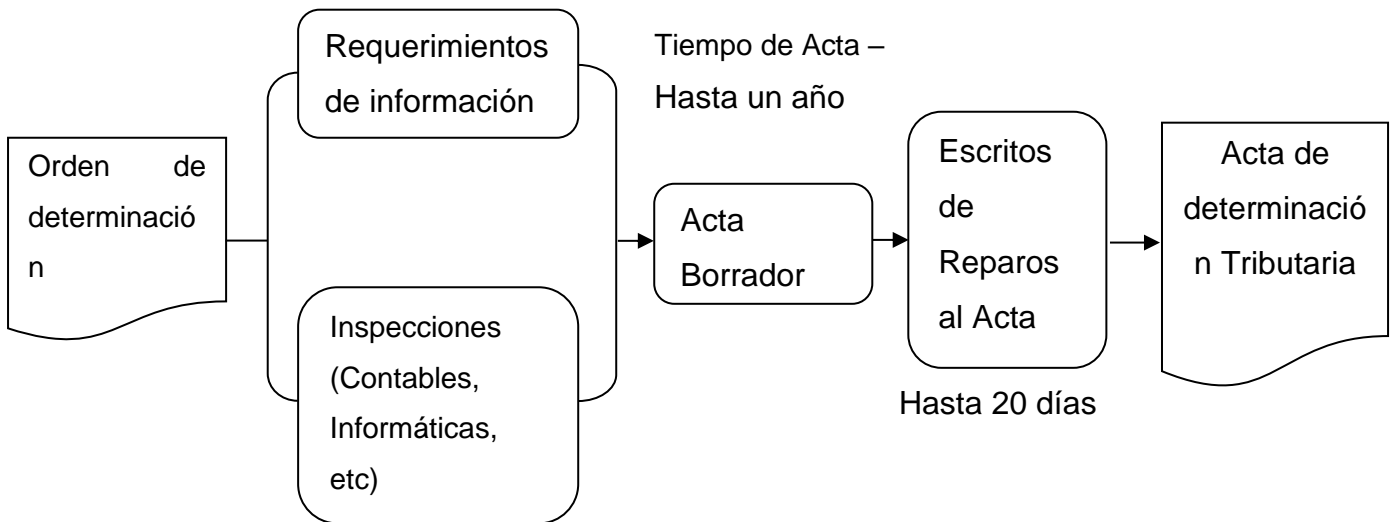 Orden de
determinació
n
Requerimientos
de información
Inspecciones
(Contables,
Informáticas,
etc)
Tiempo de Acta –
Hasta un año
Acta
Borrador
Escritos
de
Reparos
al Acta
Hasta 20 días
Acta de
determinació
n Tributaria